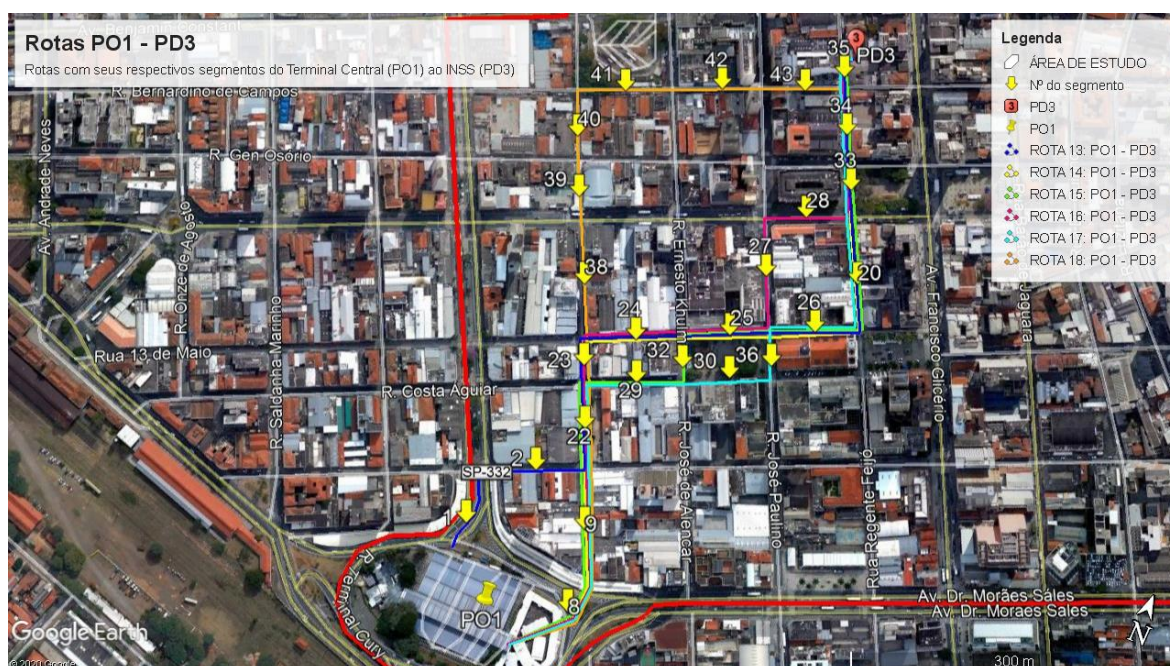 Rotas PO1 - PD3
Rotas com seus respectivos segmentos do Terminal Central (PO1) ao INSS (PD3)
Legenda
ÁREA DE ESTUDO
Nº do segmento
PD3
PO1
ROTA 13: PO1 - PD3
ROTA 14: PO1 - PD3
ROTA 15: PO1 - PD3
ROTA 16: PO1 - PD3
ROTA 17: PO1 - PD3
ROTA 18: PO1 - PD3
3
35
PD3
41
42
43
R. Bernardino de Campos
34
40
R. Gen Osório
33
39
Av. Andrade Neves
28
R. Onze de Agosto
R. Ernesto Khum
27
38
20
Av. Francisco Glicério
R. Saldanha Marinho
24
25
26
Rua 13 de Maio
23
32
30
36
R. Costa Aguiar
29
22
2
SP-332
R. José de Alencar
R. José Paulino
Rua Regente Feijó
1
9
R. Terminal Cury
PO1
8
Av. Dr. Morães Sales
Av. Dr. Moraes Sales
Google Earth
N
© 2020 Google
300 m